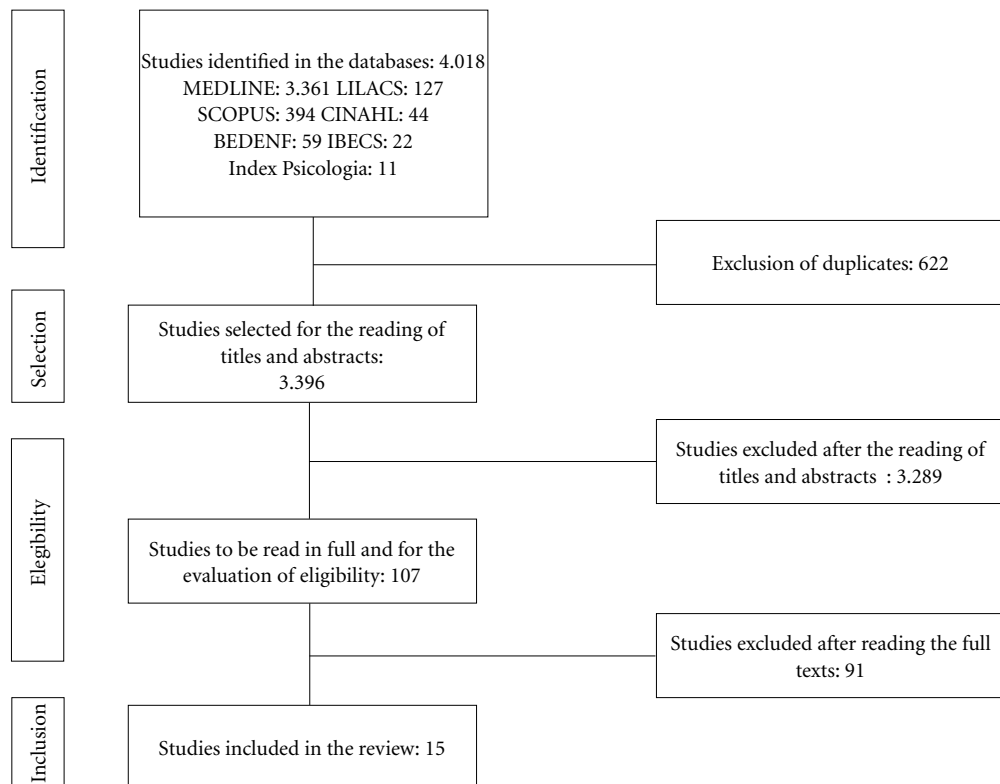 Identification
Studies identified in the databases: 4.018
MEDLINE: 3.361 LILACS: 127
SCOPUS: 394 CINAHL: 44
BEDENF: 59 IBECS: 22
Index Psicologia: 11
Exclusion of duplicates: 622
Selection
Studies selected for the reading of
titles and abstracts:
3.396
Studies excluded after the reading of
titles and abstracts : 3.289
Elegibility
Studies to be read in full and for the
evaluation of eligibility: 107
Studies excluded after reading the full
texts: 91
Inclusion
Studies included in the review: 15